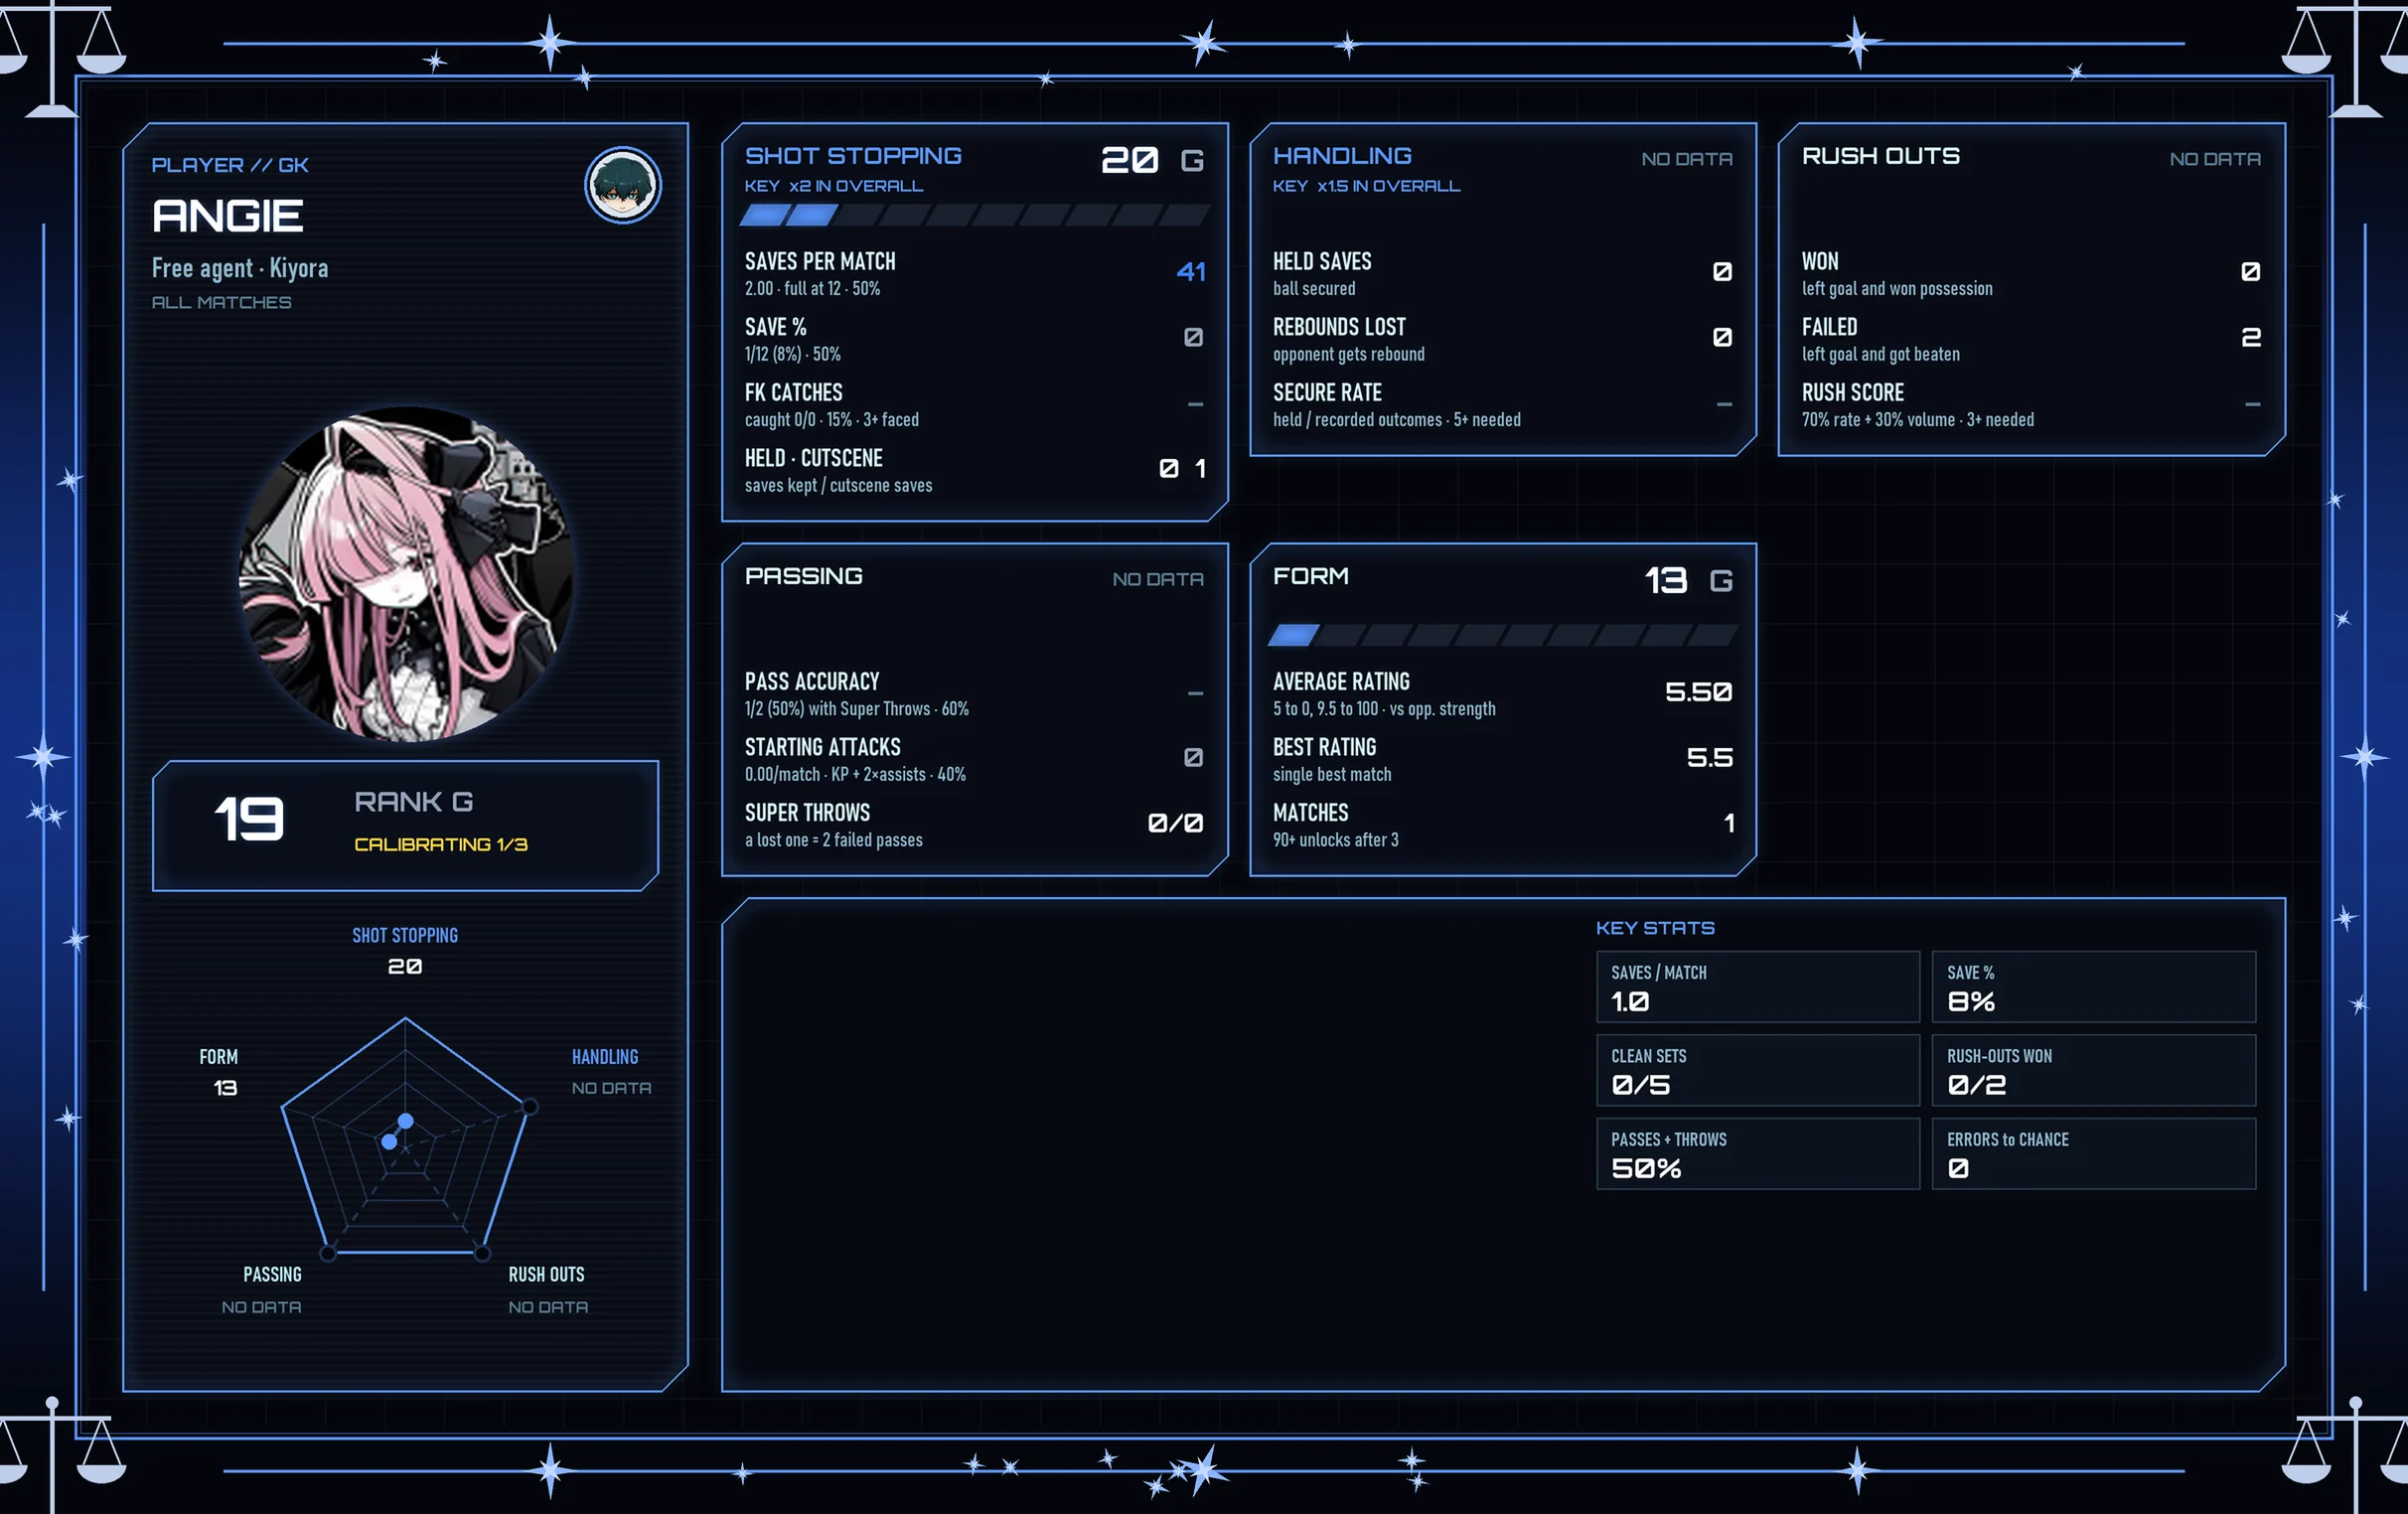 PLAYER // GK
ANGIE
Free agent · Kiyora
ALL MATCHES
19
RANK G
CALIBRATING 1/3
SHOT STOPPING
20
FORM
13
HANDLING
NO DATA
PASSING
NO DATA
RUSH OUTS
NO DATA
SHOT STOPPING 20 G
KEY x2 IN OVERALL
SAVES PER MATCH 41
2.00 · full at 12 · 50%
SAVE % 0
1/12 (8%) · 50%
FK CATCHES –
caught 0/0 · 15% · 3+ faced
HELD · CUTSCENE 0 1
saves kept / cutscene saves
HANDLING NO DATA
KEY x1.5 IN OVERALL
HELD SAVES 0
ball secured
REBOUNDS LOST 0
opponent gets rebound
SECURE RATE –
held / recorded outcomes · 5+ needed
RUSH OUTS NO DATA
WON 0
left goal and won possession
FAILED 2
left goal and got beaten
RUSH SCORE –
70% rate + 30% volume · 3+ needed
PASSING NO DATA
PASS ACCURACY –
1/2 (50%) with Super Throws · 60%
STARTING ATTACKS 0
0.00/match · KP + 2×assists · 40%
SUPER THROWS 0/0
a lost one = 2 failed passes
FORM 13 G
AVERAGE RATING 5.50
5 to 0, 9.5 to 100 · vs opp. strength
BEST RATING 5.5
single best match
MATCHES 1
90+ unlocks after 3
KEY STATS
SAVES / MATCH
1.0
SAVE %
8%
CLEAN SETS
0/5
RUSH-OUTS WON
0/2
PASSES + THROWS
50%
ERRORS to CHANCE
0